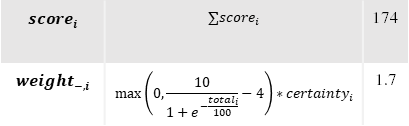 score_i ∑score_i 174
weight_{−,i} max(0, 10 / (1 + e^{−total_i/100}) − 4) * certainty_i 1.7